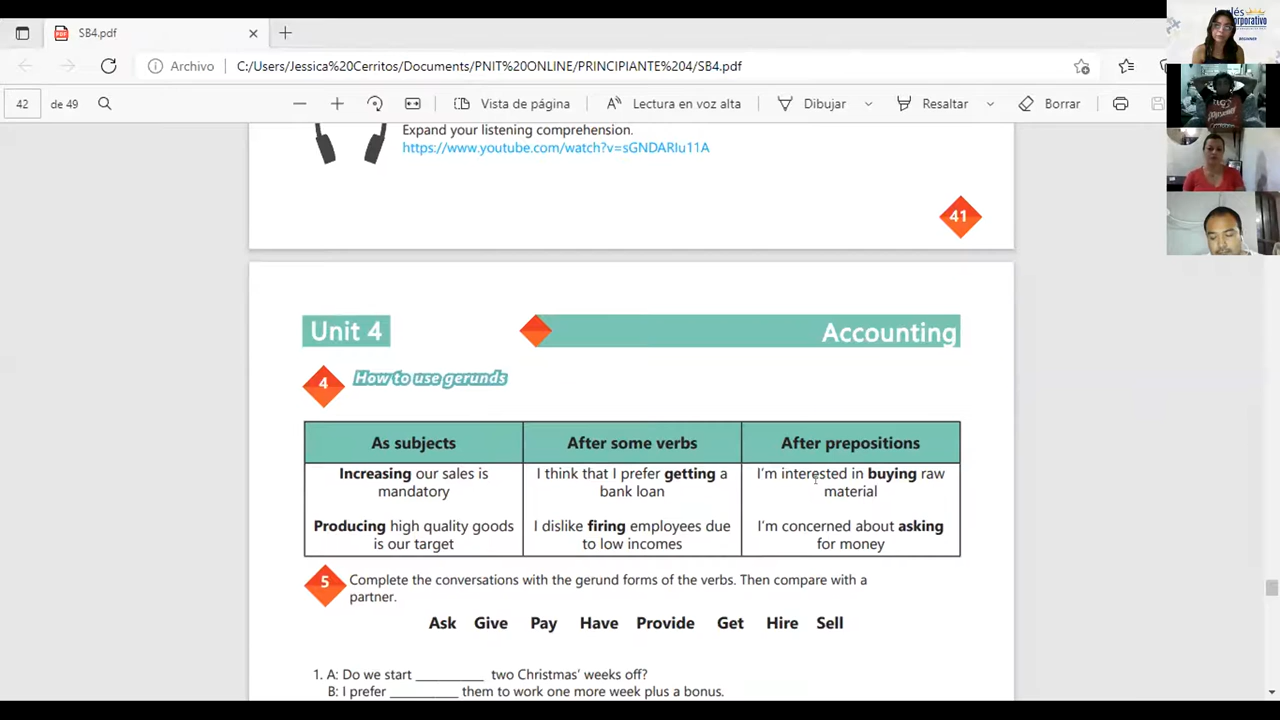 SB4.pdf
Archivo
C:/Users/Jessica%20Cerritos/Documents/PNIT%20ONLINE/PRINCIPIANTE%204/SB4.pdf
42
de 49
Vista de página
Lectura en voz alta
Dibujar
Resaltar
Borrar
Expand your listening comprehension.
https://www.youtube.com/watch?v=sGNDARIu11A
41
Unit 4
Accounting
4
How to use gerunds
As subjects
After some verbs
After prepositions
Increasing our sales is
mandatory
I think that I prefer getting a
bank loan
I'm interested in buying raw
material
Producing high quality goods
is our target
I dislike firing employees due
to low incomes
I'm concerned about asking
for money
5
Complete the conversations with the gerund forms of the verbs. Then compare with a
partner.
Ask Give Pay Have Provide Get Hire Sell
1. A: Do we start __________ two Christmas' weeks off?
B: I prefer __________ them to work one more week plus a bonus.